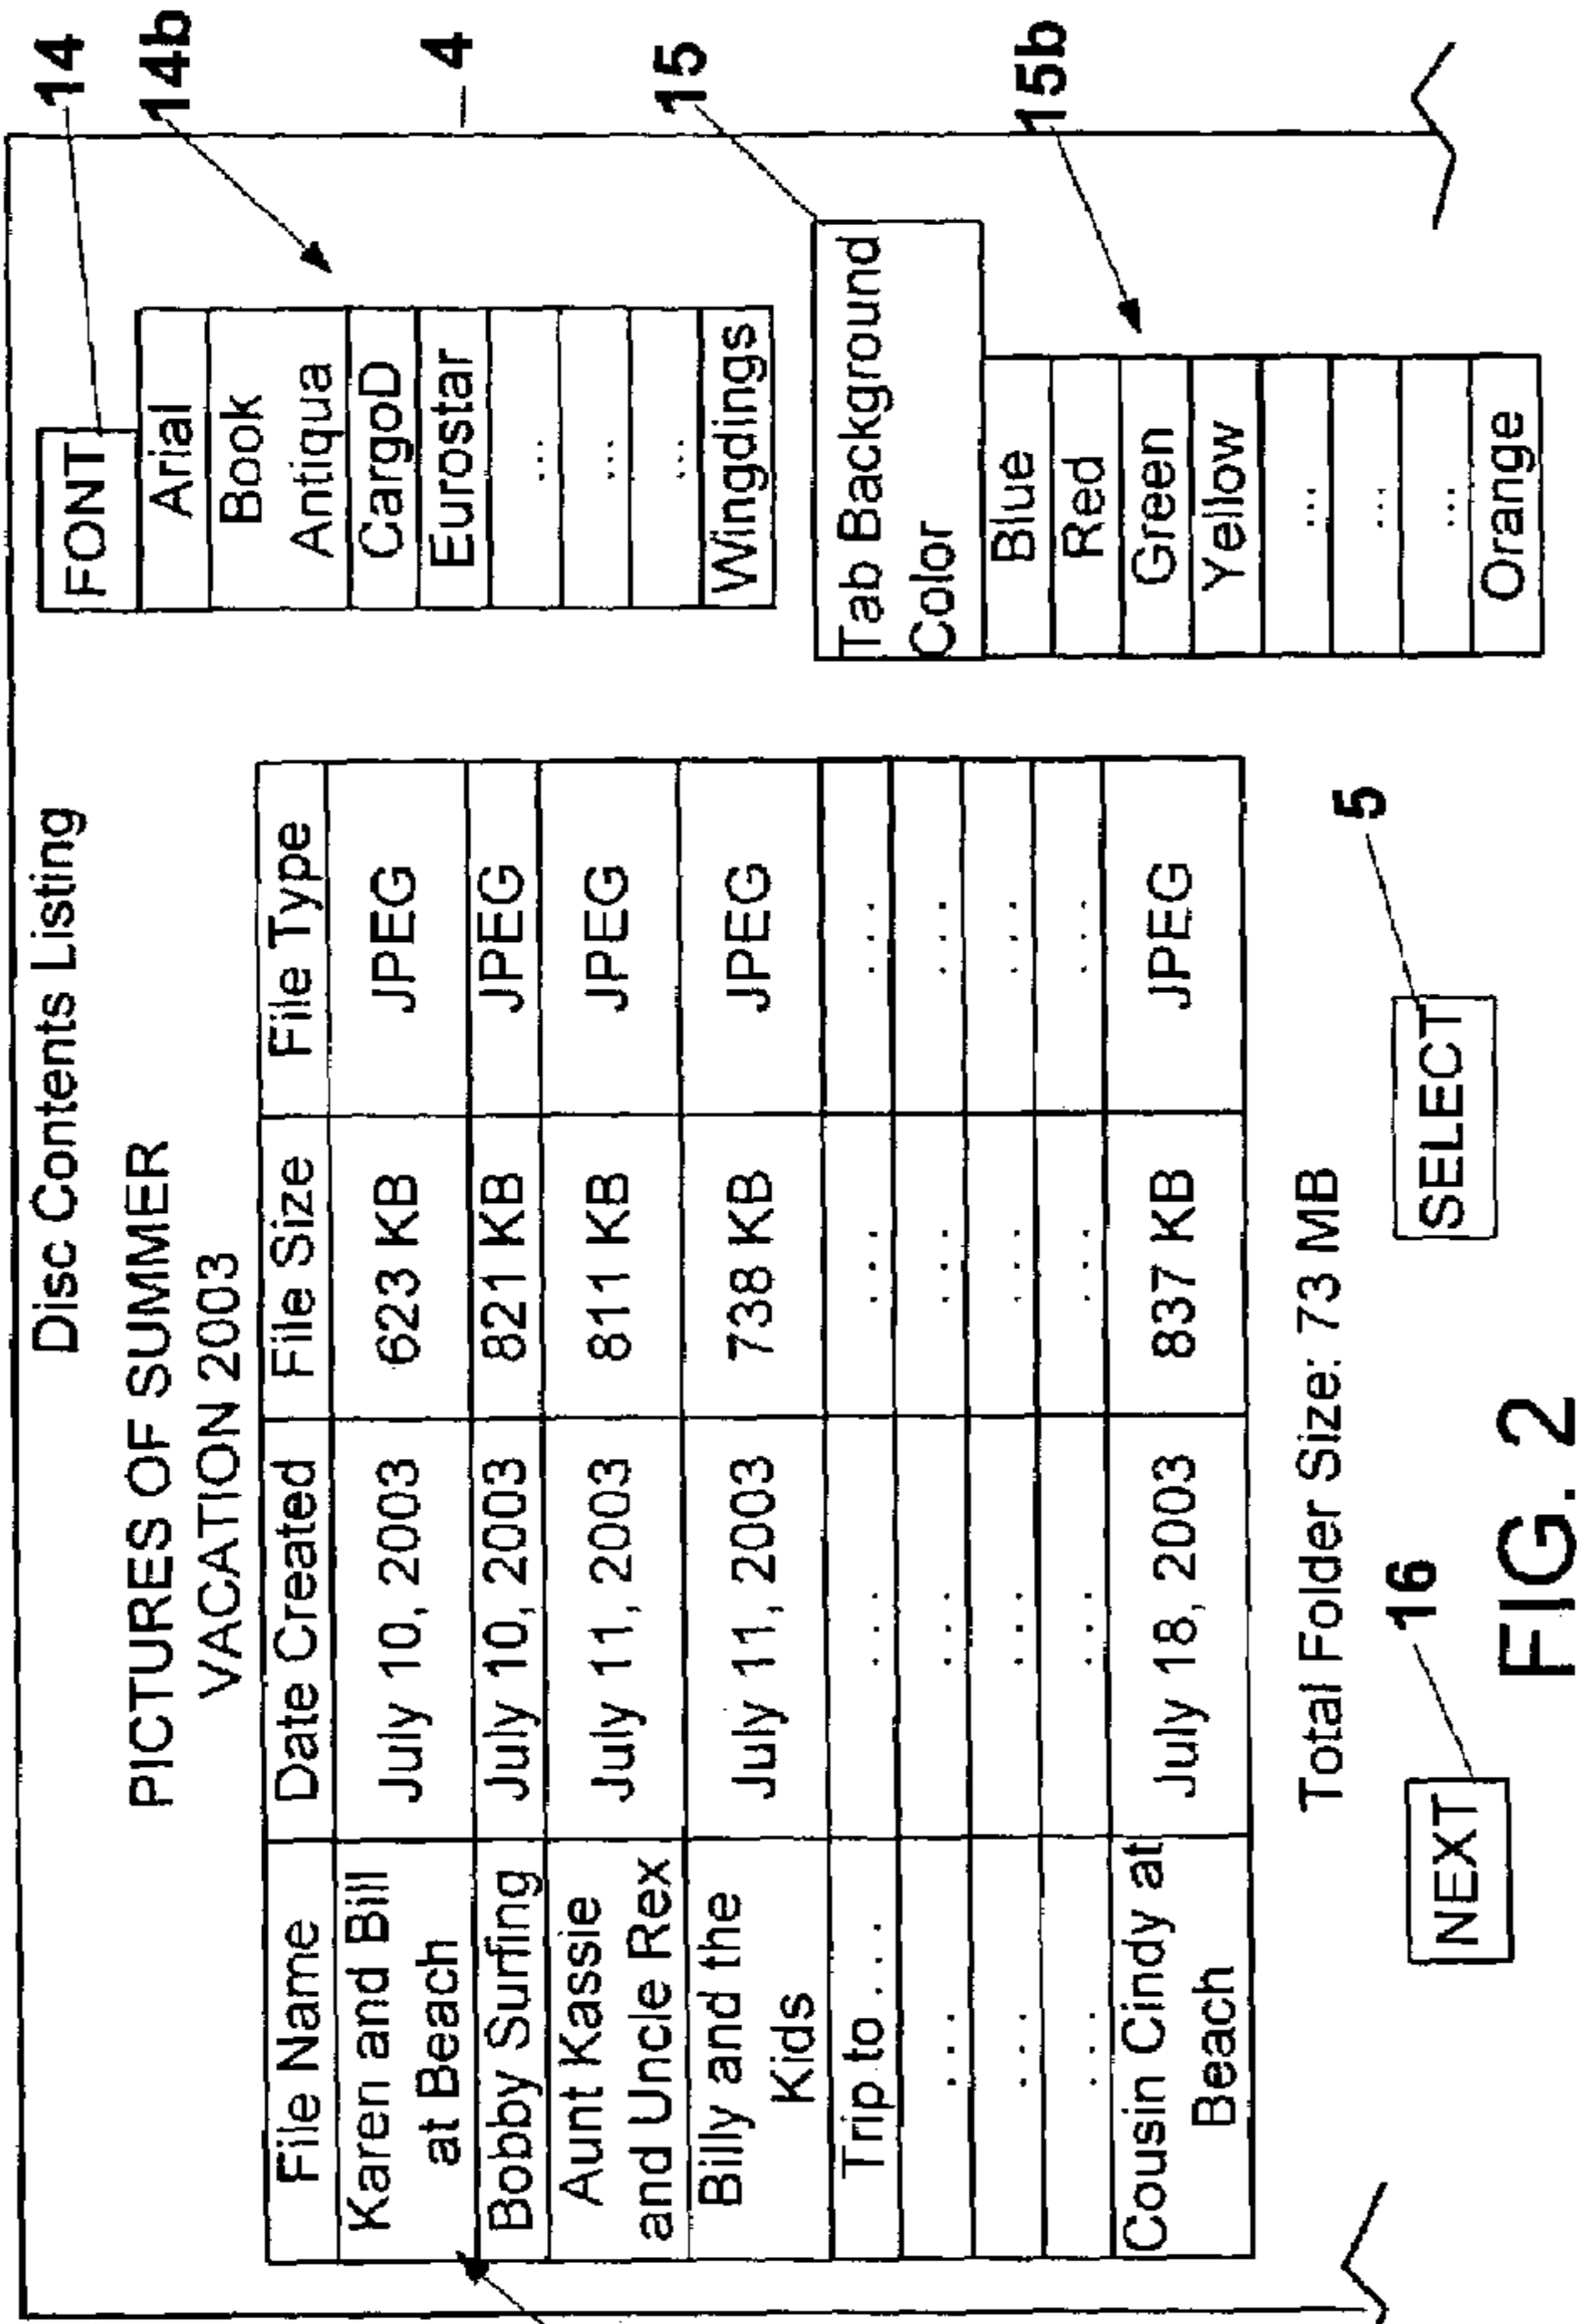 Disc Contents Listing
PICTURES OF SUMMER
VACATION 2003
File Name Date Created File Size File Type
Karen and Bill
at Beach July 10, 2003 623 KB JPEG
Bobby Surfing July 10, 2003 821 KB JPEG
Aunt Kassie
and Uncle Rex July 11, 2003 811 KB JPEG
Billy and the
Kids July 11, 2003 738 KB JPEG
Trip to ... ... ... ...
... ... ... ...
... ... ... ...
... ... ... ...
Cousin Cindy at
Beach July 18, 2003 837 KB JPEG
Total Folder Size: 73 MB
NEXT
16
SELECT
5
FONT
14
Arial
Book
Antiqua
CargoD
Eurostar
...
...
...
Wingdings
14b
4
Tab Background
Color
15
Blue
Red
Green
Yellow
...
...
...
Orange
15b
FIG. 2